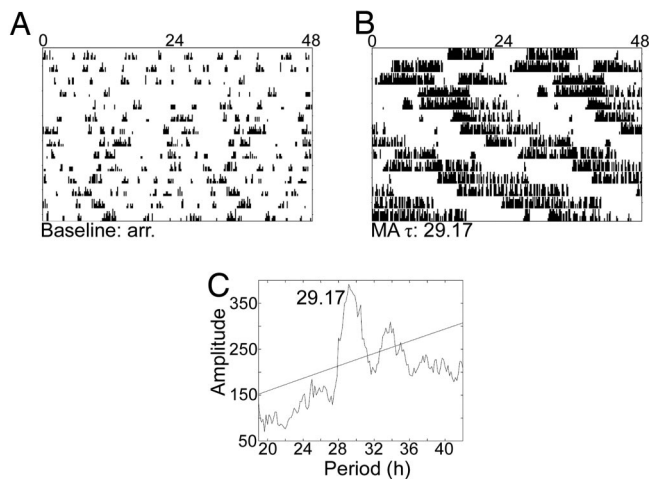 A
B
0 24 48
0 24 48
Baseline: arr.
MA τ: 29.17
C
29.17
350
250
150
50
Amplitude
20 24 28 32 36 40
Period (h)